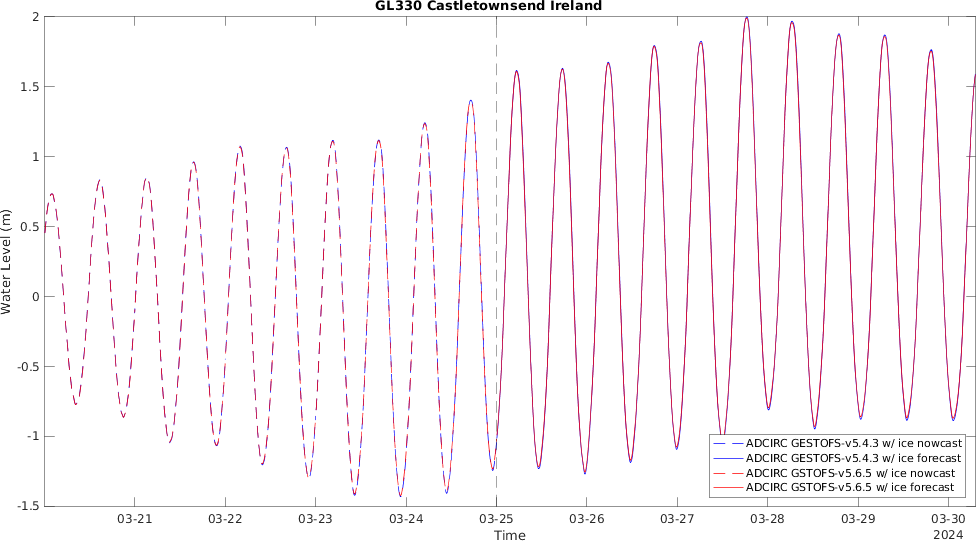 GL330 Castletownsend Ireland
Water Level (m)
2
1.5
1
0.5
0
-0.5
-1
-1.5
ADCIRC GESTOFS-v5.4.3 w/ ice nowcast
ADCIRC GESTOFS-v5.4.3 w/ ice forecast
ADCIRC GSTOFS-v5.6.5 w/ ice nowcast
ADCIRC GSTOFS-v5.6.5 w/ ice forecast
03-21 03-22 03-23 03-24 03-25 03-26 03-27 03-28 03-29 03-30
Time 2024